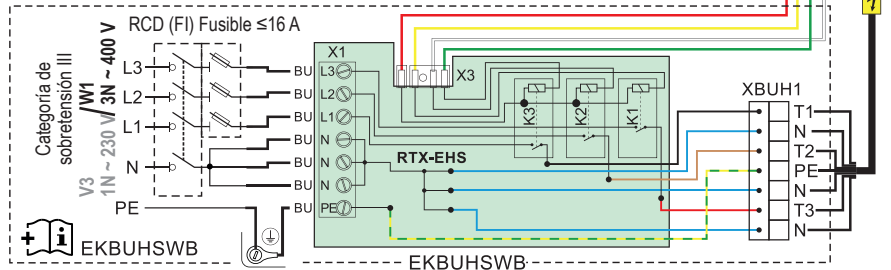 RCD (FI) Fusible ≤16 A
Categoría de
sobretensión III
/W1
3N ~ 400 V
V3
1N ~ 230 V
L3
L2
L1
N
PE
BU
BU
BU
BU
BU
BU
BU
X1
L3
L2
L1
N
N
N
PE
X3
K3
K2
K1
RTX-EHS
XBUH1
T1
N
T2
PE
N
T3
N
+ i EKBUHSWB
EKBUHSWB